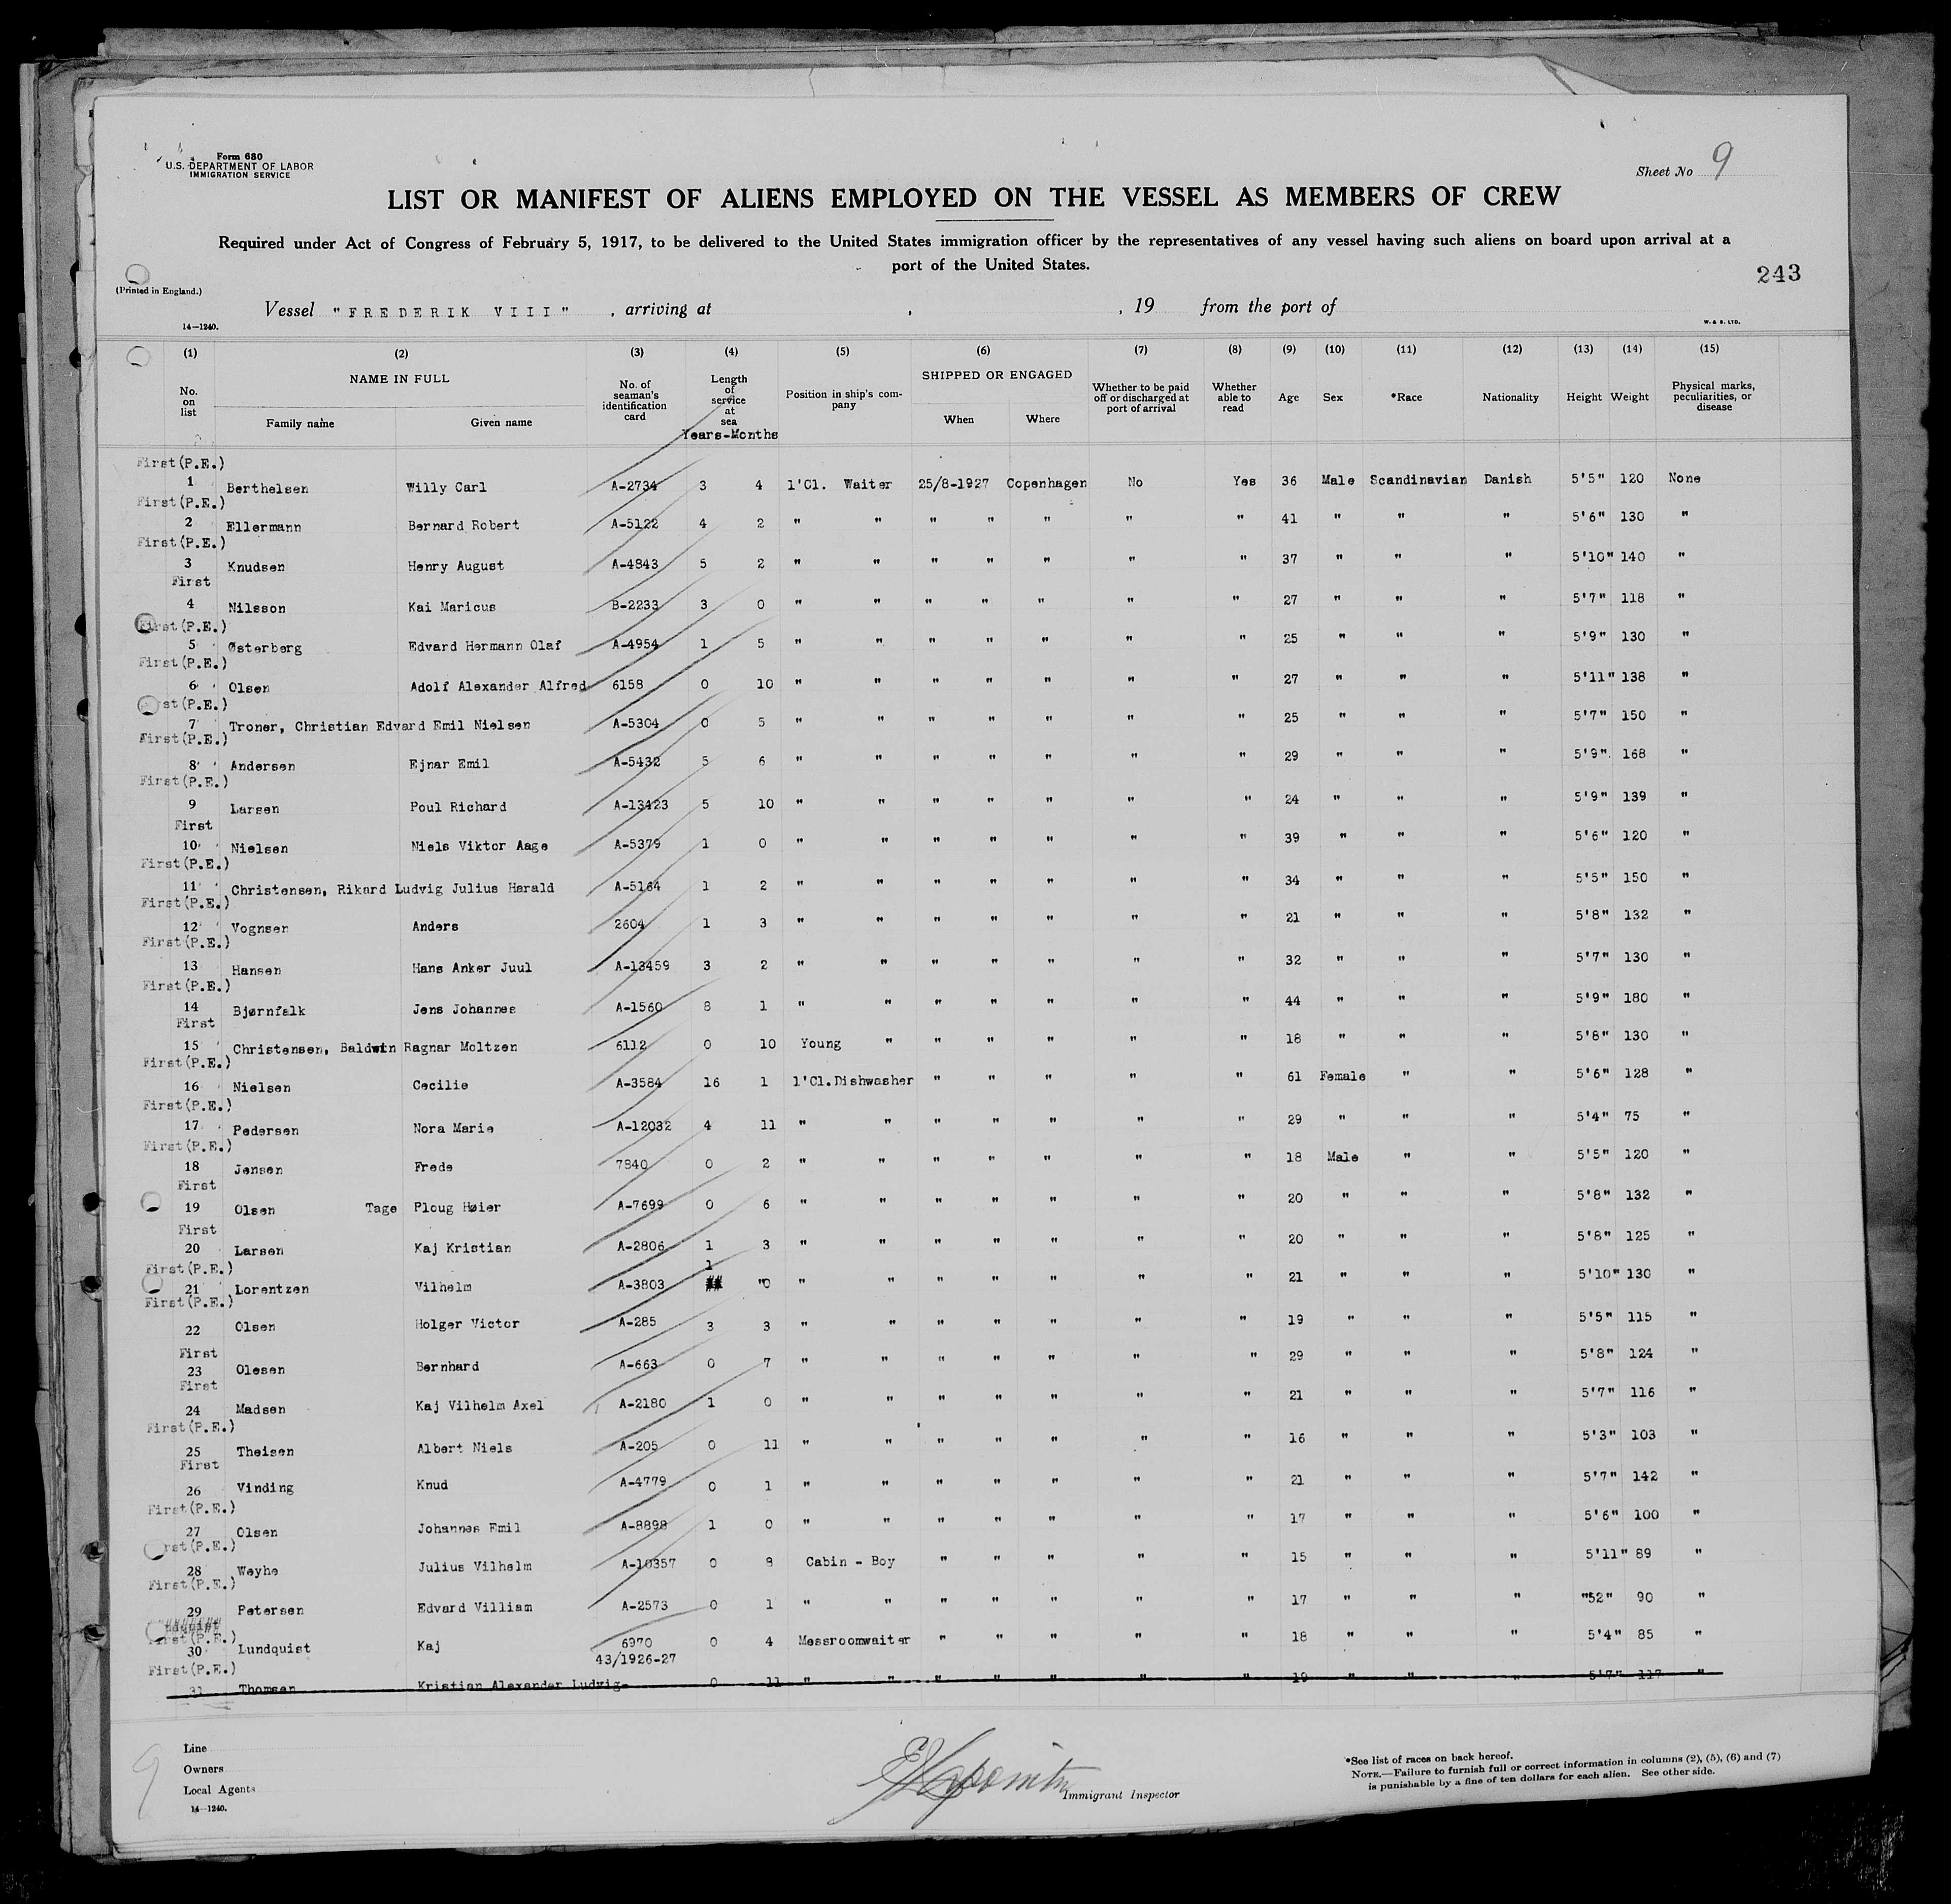 Form 680
U.S. DEPARTMENT OF LABOR
IMMIGRATION SERVICE
Sheet No 9
LIST OR MANIFEST OF ALIENS EMPLOYED ON THE VESSEL AS MEMBERS OF CREW
Required under Act of Congress of February 5, 1917, to be delivered to the United States immigration officer by the representatives of any vessel having such aliens on board upon arrival at a
port of the United States.
243
(Printed in England.)
Vessel "FREDERIK VIII" , arriving at , , 19 from the port of
14—1240.
W. & S. LTD.
(1) (2) (3) (4) (5) (6) (7) (8) (9) (10) (11) (12) (13) (14) (15)
No. on list NAME IN FULL Family name Given name No. of seaman's identification card Length of service at sea Years-Months Position in ship's company SHIPPED OR ENGAGED When Where Whether to be paid off or discharged at port of arrival Whether able to read Age Sex *Race Nationality Height Weight Physical marks, peculiarities, or disease
First(P.E.)
1 Berthelsen Willy Carl A-2734 3 4 1'Cl. Waiter 25/8-1927 Copenhagen No Yes 36 Male Scandinavian Danish 5'5" 120 None
First(P.E.)
2 Ellermann Bernard Robert A-5122 4 2 " " " " " " " 41 " " " 5'6" 130 "
First(P.E.)
3 Knudsen Henry August A-4843 5 2 " " " " " " " 37 " " " 5'10" 140 "
First
4 Nilsson Kai Maricus B-2233 3 0 " " " " " " " 27 " " " 5'7" 118 "
First(P.E.)
5 Østerberg Edvard Hermann Olaf A-4954 1 5 " " " " " " " 25 " " " 5'9" 130 "
First(P.E.)
6 Olsen Adolf Alexander Alfred 6158 0 10 " " " " " " " 27 " " " 5'11" 138 "
st(P.E.)
7 Troner, Christian Edvard Emil Nielsen A-5304 0 5 " " " " " " " 25 " " " 5'7" 150 "
First(P.E.)
8 Andersen Ejnar Emil A-5432 5 6 " " " " " " " 29 " " " 5'9" 168 "
First(P.E.)
9 Larsen Poul Richard A-13423 5 10 " " " " " " " 24 " " " 5'9" 139 "
First
10 Nielsen Niels Viktor Aage A-5379 1 0 " " " " " " " 39 " " " 5'6" 120 "
First(P.E.)
11 Christensen, Rikard Ludvig Julius Harald A-5164 1 2 " " " " " " " 34 " " " 5'5" 150 "
First(P.E.)
12 Vognsen Anders 2604 1 3 " " " " " " " 21 " " " 5'8" 132 "
First(P.E.)
13 Hansen Hans Anker Juul A-13459 3 2 " " " " " " " 32 " " " 5'7" 130 "
First(P.E.)
14 Bjørnfalk Jens Johannes A-1560 8 1 " " " " " " " 44 " " " 5'9" 180 "
First
15 Christensen, Baldwin Ragnar Moltzen 6112 0 10 Young " " " " " " 18 " " " 5'8" 130 "
First(P.E.)
16 Nielsen Cecilie A-3584 16 1 1'Cl.Dishwasher " " " " " 61 Female " " 5'6" 128 "
First(P.E.)
17 Pedersen Nora Marie A-12032 4 11 " " " " " " " 29 " " " 5'4" 75 "
First(P.E.)
18 Jensen Frede 7840 0 2 " " " " " " " 18 Male " " 5'5" 120 "
First
19 Olsen Tage Ploug Høier A-7699 0 6 " " " " " " " 20 " " " 5'8" 132 "
First
20 Larsen Kaj Kristian A-2806 1 3 " " " " " " " 20 " " " 5'8" 125 "
First(P.E.)
21 Lorentzen Vilhelm A-3803 1 "0 " " " " " " " 21 " " " 5'10" 130 "
First(P.E.)
22 Olsen Holger Victor A-285 3 3 " " " " " " " 19 " " " 5'5" 115 "
First
23 Olesen Bernhard A-663 0 7 " " " " " " " 29 " " " 5'8" 124 "
First
24 Madsen Kaj Vilhelm Axel A-2180 1 0 " " " " " " " 21 " " " 5'7" 116 "
First(P.E.)
25 Theisen Albert Niels A-205 0 11 " " " " " " " 16 " " " 5'3" 103 "
First
26 Vinding Knud A-4779 0 1 " " " " " " " 21 " " " 5'7" 142 "
First(P.E.)
27 Olsen Johannes Emil A-8898 1 0 " " " " " " " 17 " " " 5'6" 100 "
rst(P.E.)
28 Weyhe Julius Vilhelm A-10357 0 8 Cabin - Boy " " " " " 15 " " " 5'11" 89 "
First(P.E.)
29 Petersen Edvard Villiam A-2573 0 1 " " " " " " " 17 " " " "52" 90 "
First(P.E.)
30 Lundquist Kaj 6970 0 4 Messroomwaiter " " " " " 18 " " " 5'4" 85 "
43/1926-27
First(P.E.)
31 Thomsen Kristian Alexander Ludvig 0 11 " " " " " " " 19 " " " 5'7" 117 "
Line
Owners
Local Agents
14—1240.
9
Immigrant Inspector
*See list of races on back hereof.
NOTE.—Failure to furnish full or correct information in columns (2), (5), (6) and (7)
is punishable by a fine of ten dollars for each alien. See other side.